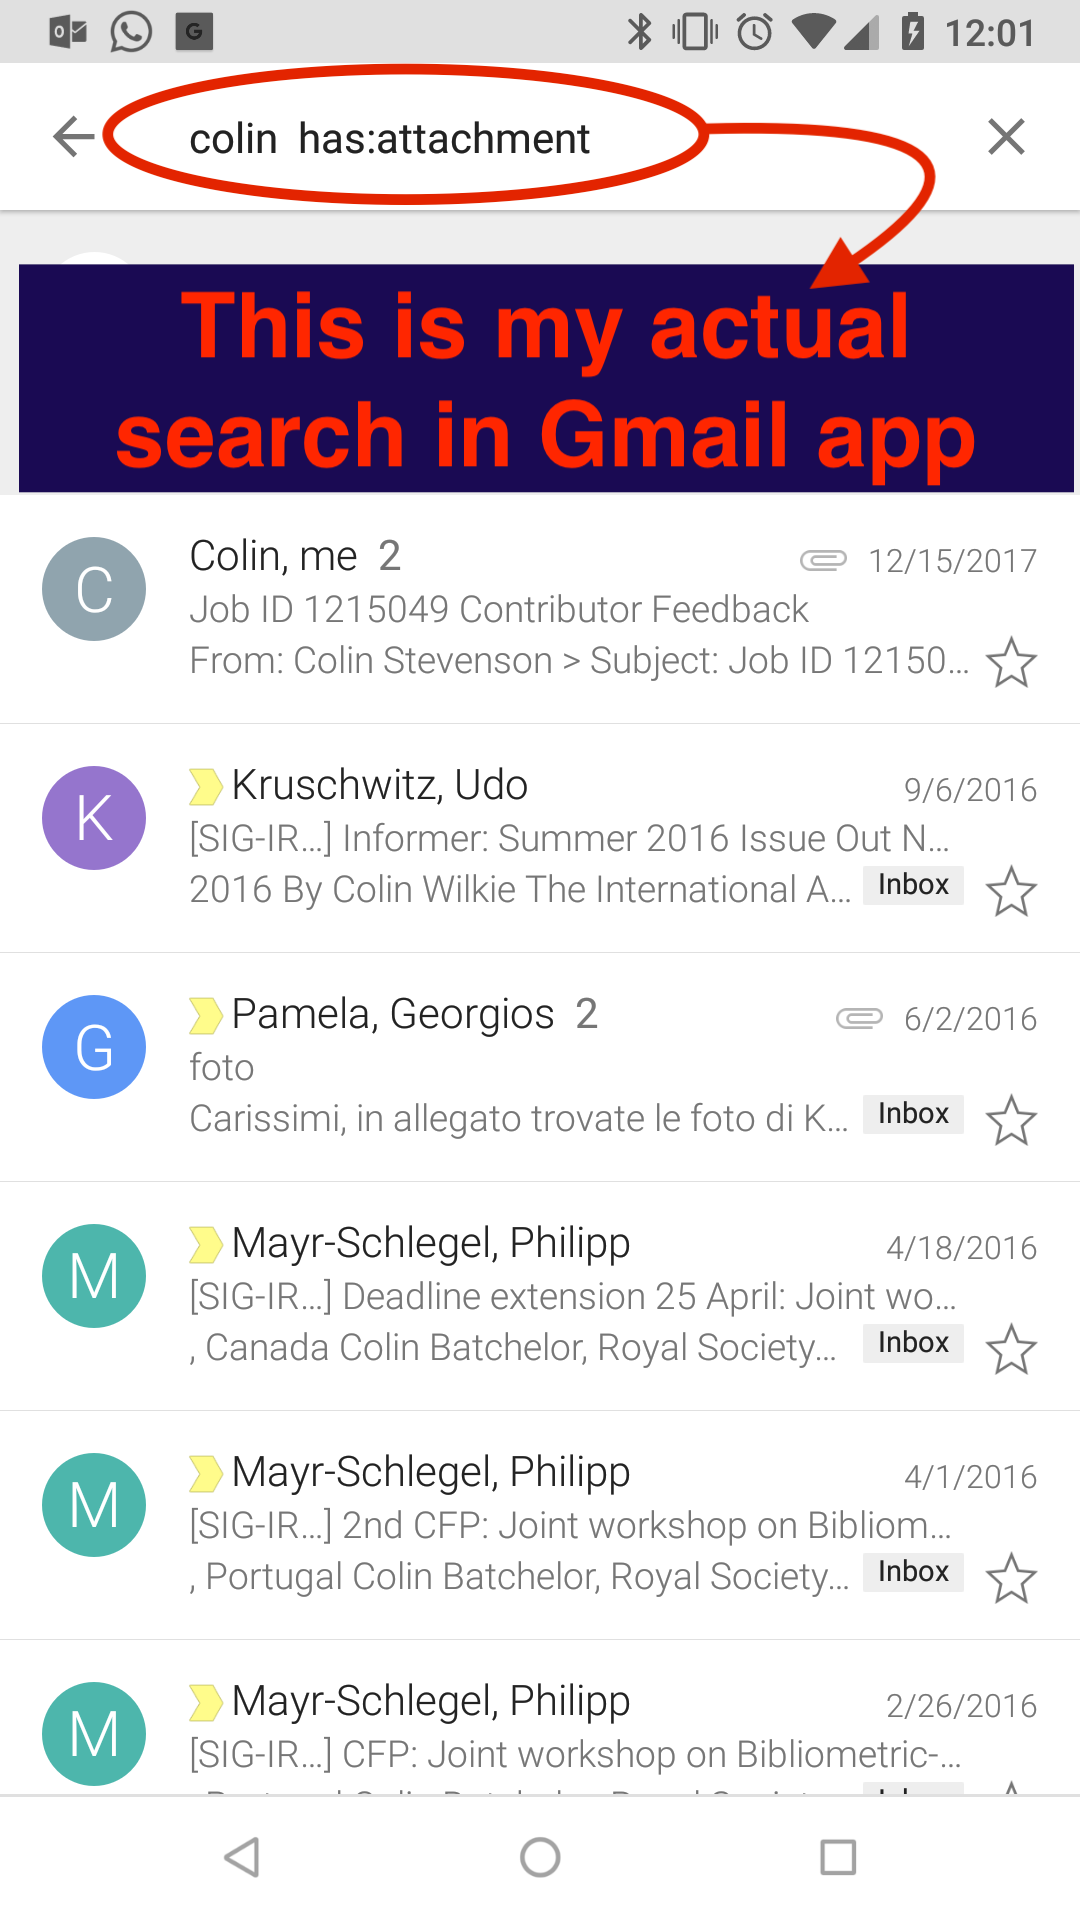 G
12:01
colin has:attachment
This is my actual
search in Gmail app
C
Colin, me 2
12/15/2017
Job ID 1215049 Contributor Feedback
From: Colin Stevenson > Subject: Job ID 12150...
K
Kruschwitz, Udo
9/6/2016
[SIG-IR...] Informer: Summer 2016 Issue Out N...
2016 By Colin Wilkie The International A...
Inbox
G
Pamela, Georgios 2
6/2/2016
foto
Carissimi, in allegato trovate le foto di K...
Inbox
M
Mayr-Schlegel, Philipp
4/18/2016
[SIG-IR...] Deadline extension 25 April: Joint wo...
, Canada Colin Batchelor, Royal Society...
Inbox
M
Mayr-Schlegel, Philipp
4/1/2016
[SIG-IR...] 2nd CFP: Joint workshop on Bibliom...
, Portugal Colin Batchelor, Royal Society...
Inbox
M
Mayr-Schlegel, Philipp
2/26/2016
[SIG-IR...] CFP: Joint workshop on Bibliometric-...